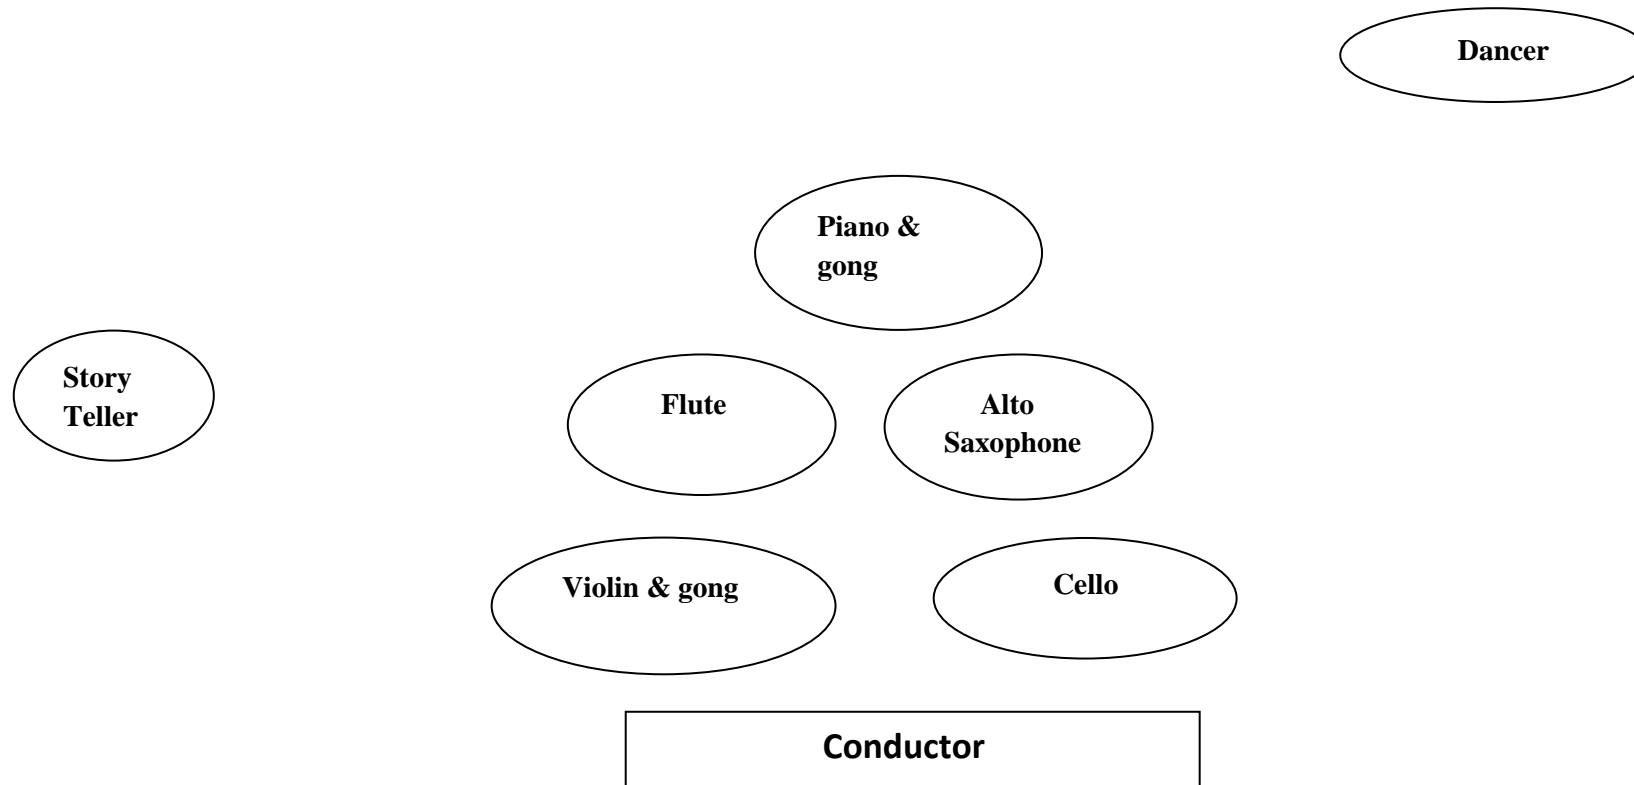 Dancer
Piano &
gong
Story
Teller
Flute
Alto
Saxophone
Violin & gong
Cello
Conductor